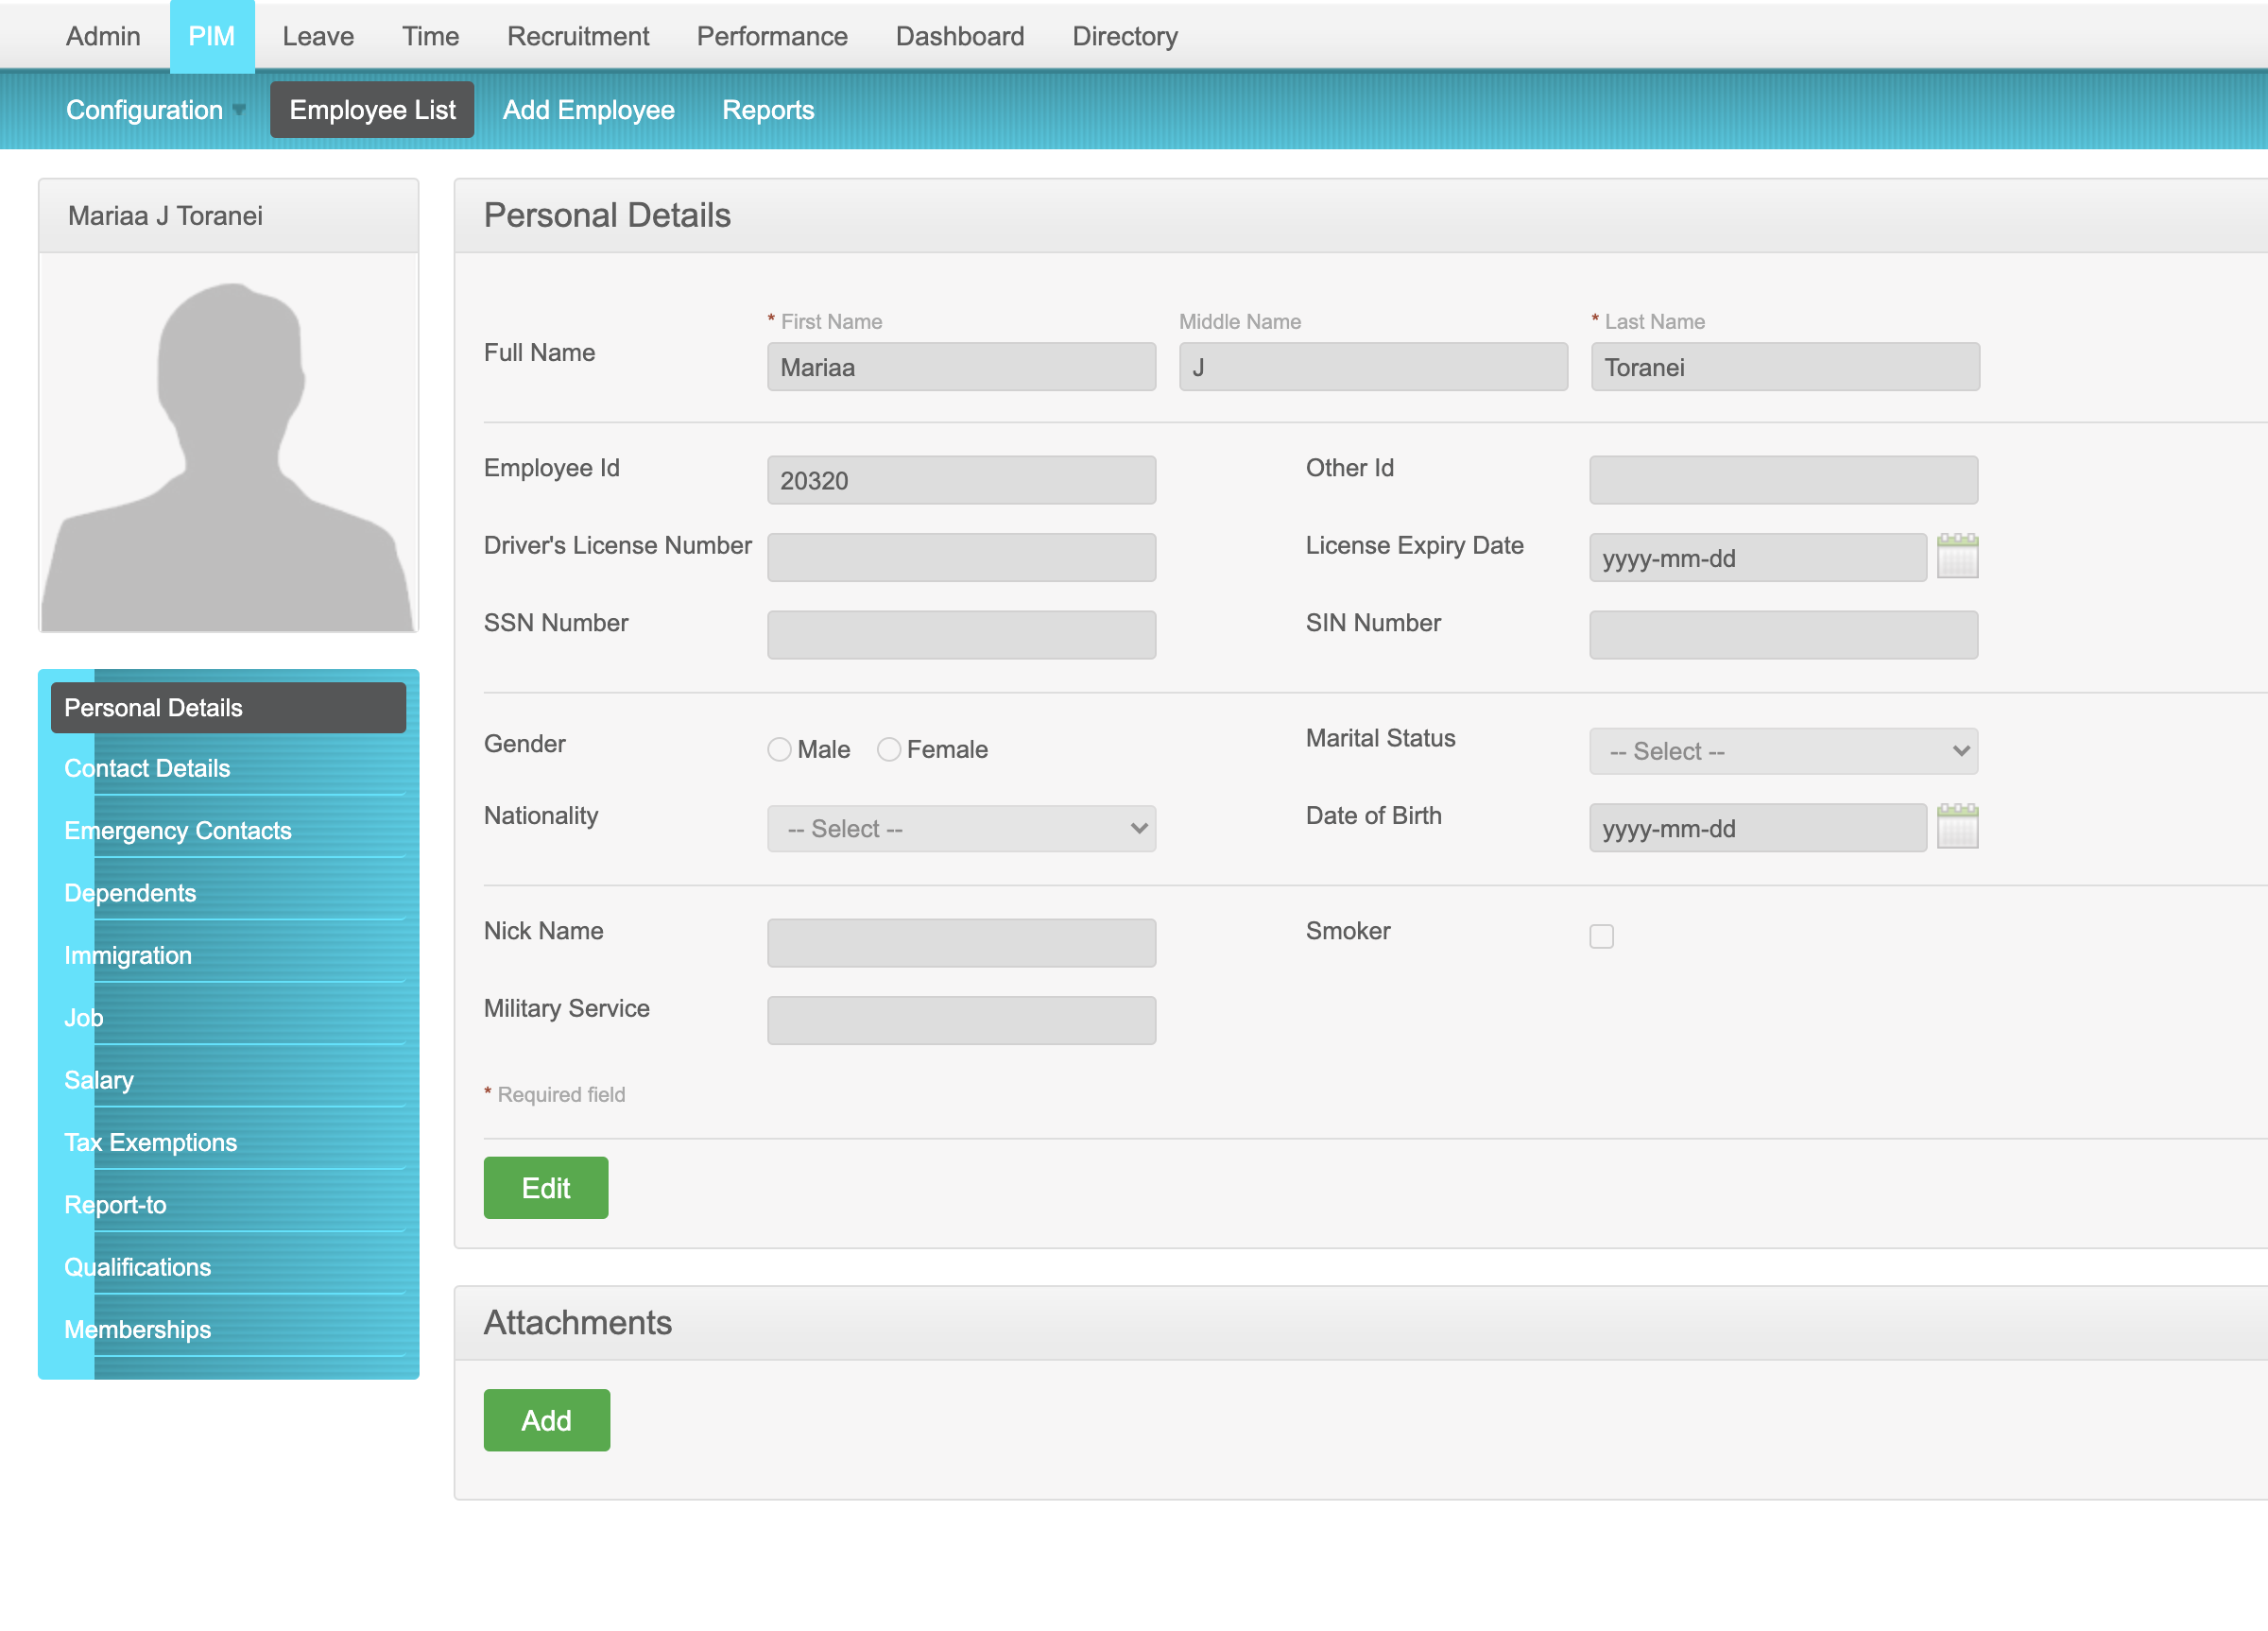 Admin PIM Leave Time Recruitment Performance Dashboard Directory
Configuration Employee List Add Employee Reports
Mariaa J Toranei
Personal Details
Contact Details
Emergency Contacts
Dependents
Immigration
Job
Salary
Tax Exemptions
Report-to
Qualifications
Memberships
Personal Details
* First Name Middle Name * Last Name
Full Name Mariaa J Toranei
Employee Id 20320 Other Id
Driver's License Number License Expiry Date yyyy-mm-dd
SSN Number SIN Number
Gender Male Female Marital Status -- Select --
Nationality -- Select -- Date of Birth yyyy-mm-dd
Nick Name Smoker
Military Service
* Required field
Edit
Attachments
Add